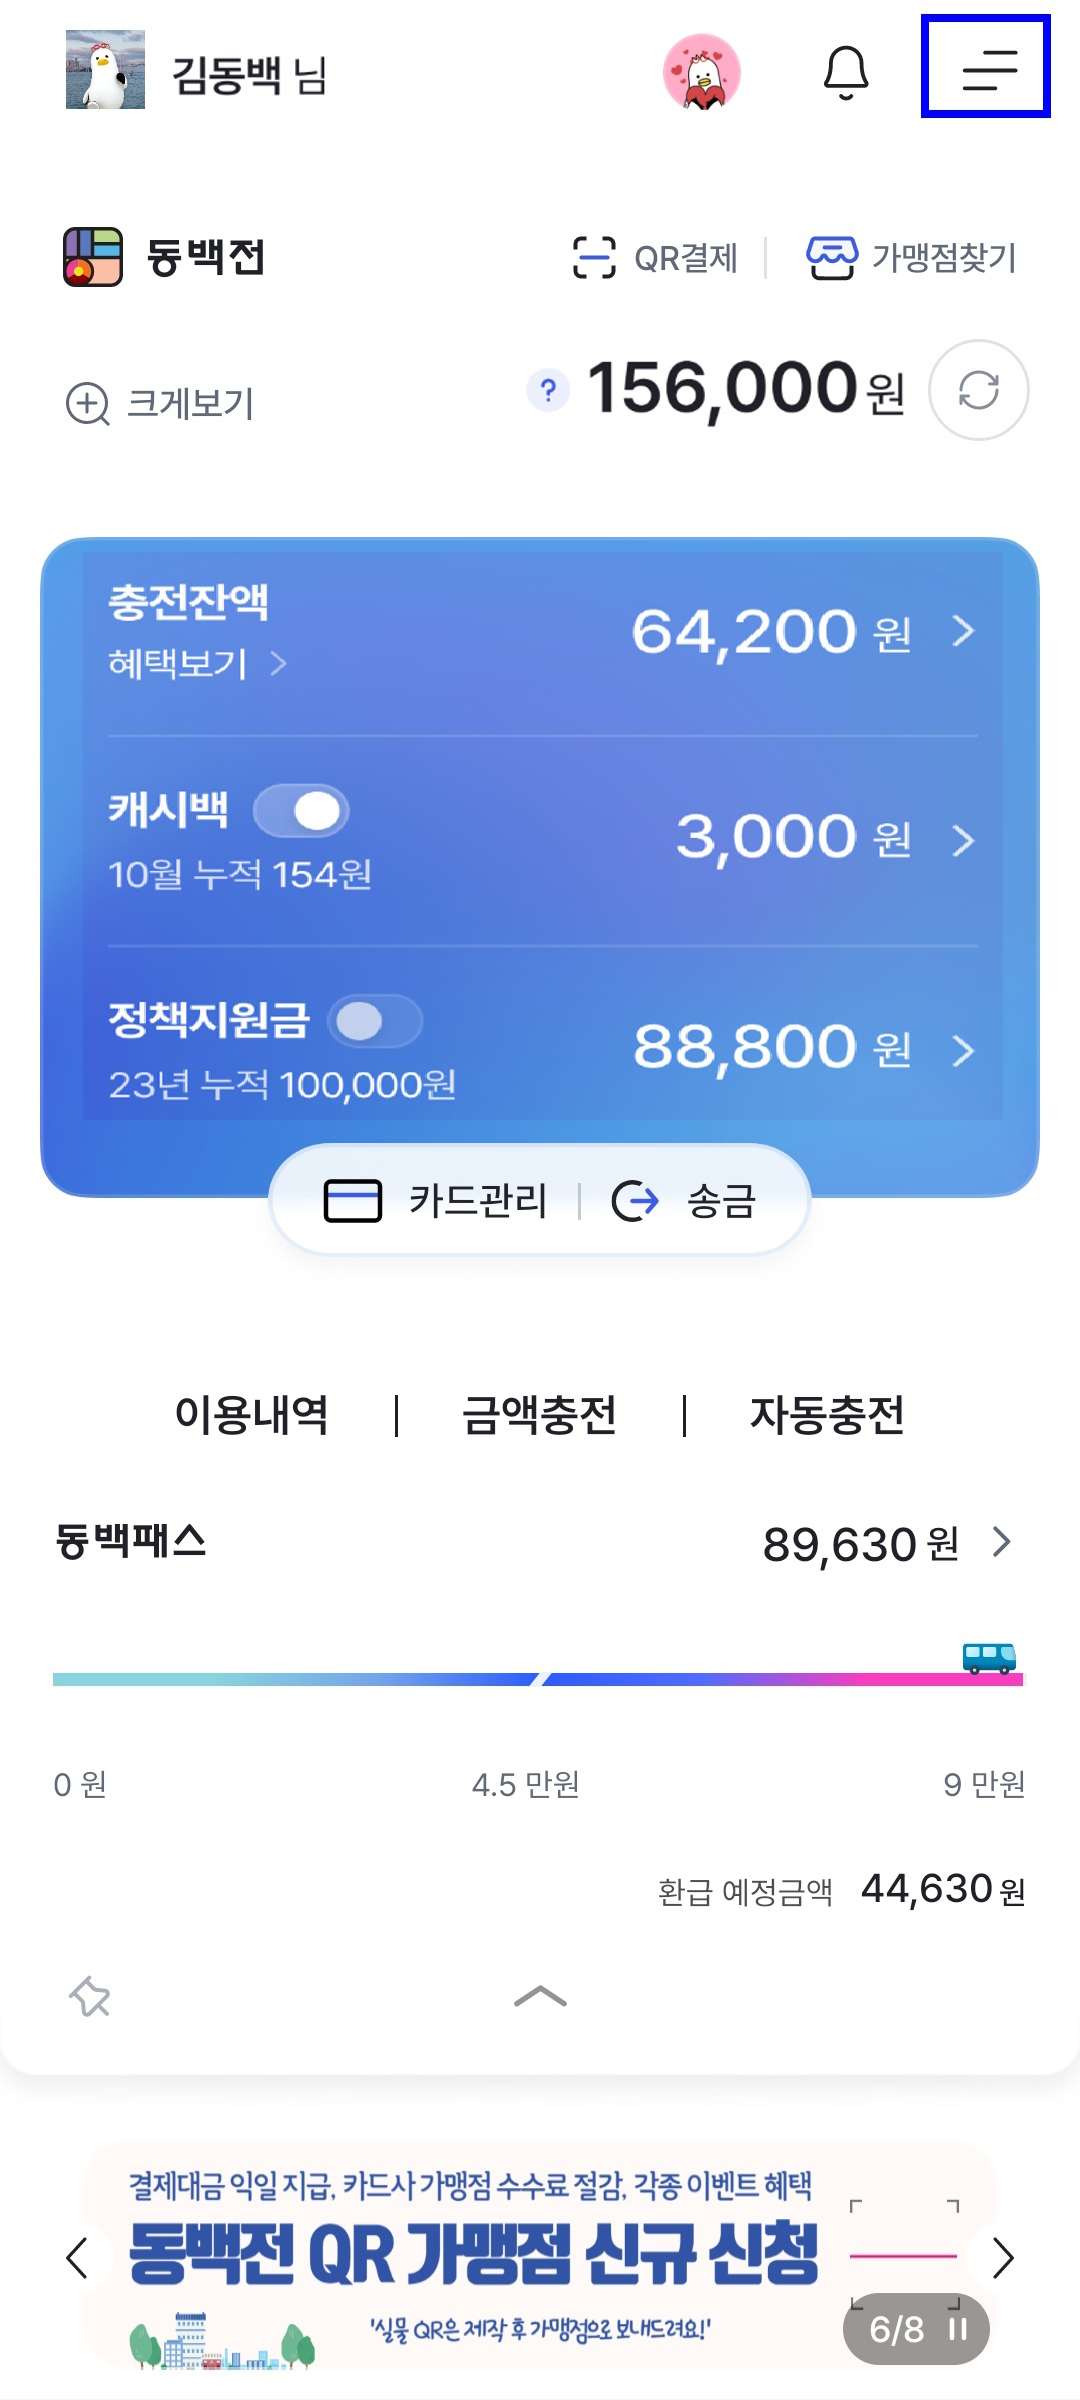 김동백 님
동백전
QR결제
가맹점찾기
크게보기
? 156,000원
충전잔액
혜택보기
64,200 원
캐시백
10월 누적 154원
3,000 원
정책지원금
23년 누적 100,000원
88,800 원
카드관리
송금
이용내역
금액충전
자동충전
동백패스
89,630 원
0 원
4.5 만원
9 만원
환급 예정금액 44,630원
결제대금 익일 지급, 카드사 가맹점 수수료 절감, 각종 이벤트 혜택
동백전 QR 가맹점 신규 신청
'실물 QR은 제작 후 가맹점으로 보내드려요!'
6/8